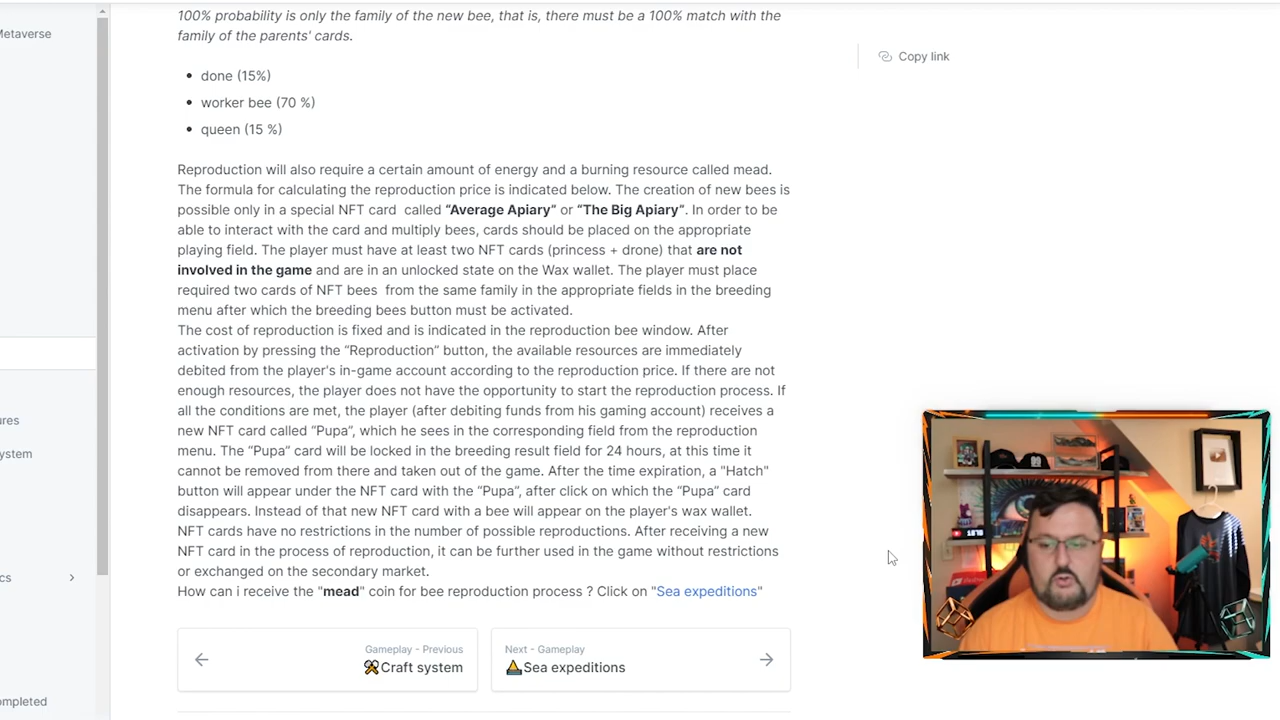 100% probability is only the family of the new bee, that is, there must be a 100% match with the
family of the parents' cards.
Metaverse
Copy link
done (15%)
worker bee (70 %)
queen (15 %)
Reproduction will also require a certain amount of energy and a burning resource called mead.
The formula for calculating the reproduction price is indicated below. The creation of new bees is
possible only in a special NFT card called “Average Apiary” or “The Big Apiary”. In order to be
able to interact with the card and multiply bees, cards should be placed on the appropriate
playing field. The player must have at least two NFT cards (princess + drone) that are not
involved in the game and are in an unlocked state on the Wax wallet. The player must place
required two cards of NFT bees from the same family in the appropriate fields in the breeding
menu after which the breeding bees button must be activated.
The cost of reproduction is fixed and is indicated in the reproduction bee window. After
activation by pressing the “Reproduction” button, the available resources are immediately
debited from the player's in-game account according to the reproduction price. If there are not
enough resources, the player does not have the opportunity to start the reproduction process. If
all the conditions are met, the player (after debiting funds from his gaming account) receives a
new NFT card called “Pupa”, which he sees in the corresponding field from the reproduction
menu. The “Pupa” card will be locked in the breeding result field for 24 hours, at this time it
cannot be removed from there and taken out of the game. After the time expiration, a "Hatch"
button will appear under the NFT card with the “Pupa”, after click on which the “Pupa” card
disappears. Instead of that new NFT card with a bee will appear on the player's wax wallet.
NFT cards have no restrictions in the number of possible reproductions. After receiving a new
NFT card in the process of reproduction, it can be further used in the game without restrictions
or exchanged on the secondary market.
How can i receive the "mead" coin for bee reproduction process ? Click on "Sea expeditions"
Gameplay - Previous
Craft system
Next - Gameplay
Sea expeditions